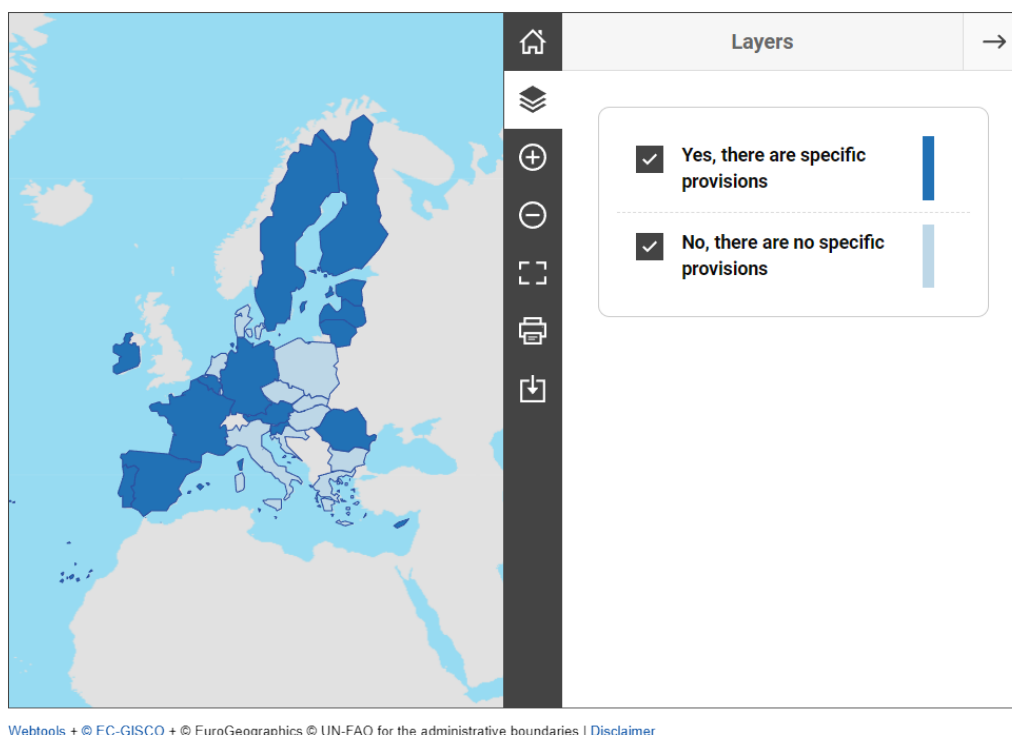 Layers
Yes, there are specific
provisions
No, there are no specific
provisions
Webtools + © EC-GISCO + © EuroGeographics © UN-FAO for the administrative boundaries | Disclaimer